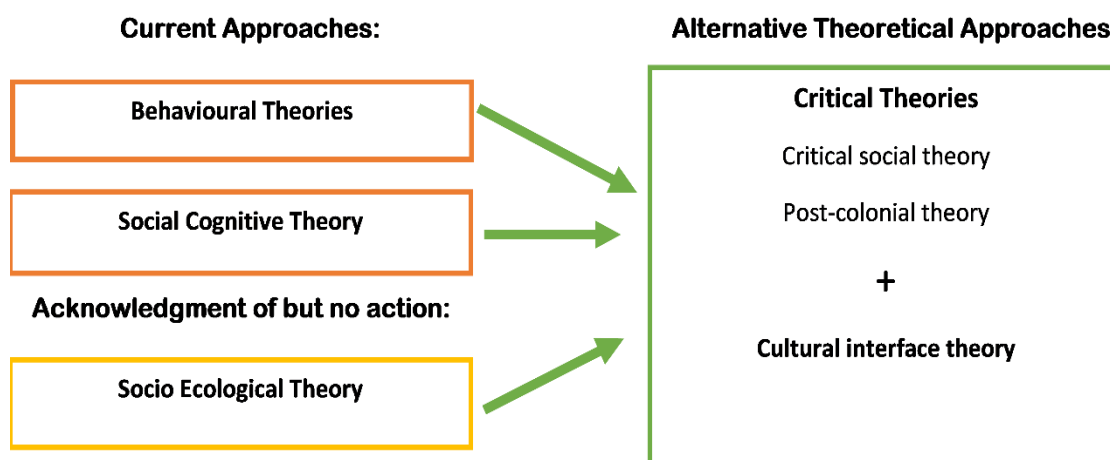 Current Approaches:
Behavioural Theories
Social Cognitive Theory
Acknowledgment of but no action:
Socio Ecological Theory
Alternative Theoretical Approaches
Critical Theories
Critical social theory
Post-colonial theory
+
Cultural interface theory